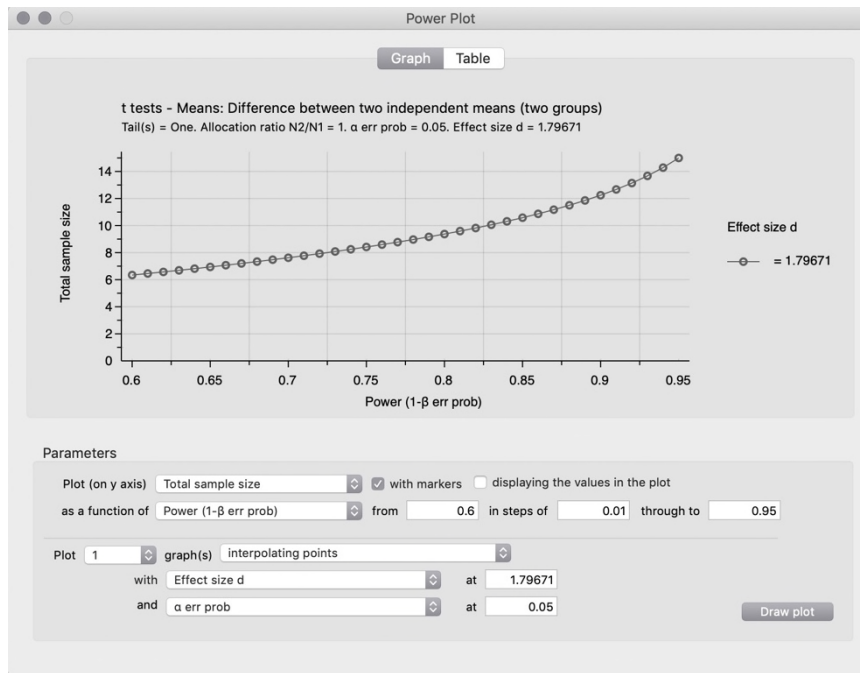 Power Plot
Graph Table
t tests - Means: Difference between two independent means (two groups)
Tail(s) = One. Allocation ratio N2/N1 = 1. α err prob = 0.05. Effect size d = 1.79671
14
12
10
8
6
4
2
0
Total sample size
0.6 0.65 0.7 0.75 0.8 0.85 0.9 0.95
Power (1-β err prob)
Effect size d
= 1.79671
Parameters
Plot (on y axis) Total sample size with markers displaying the values in the plot
as a function of Power (1-β err prob) from 0.6 in steps of 0.01 through to 0.95
Plot 1 graph(s) interpolating points
with Effect size d at 1.79671
and α err prob at 0.05
Draw plot